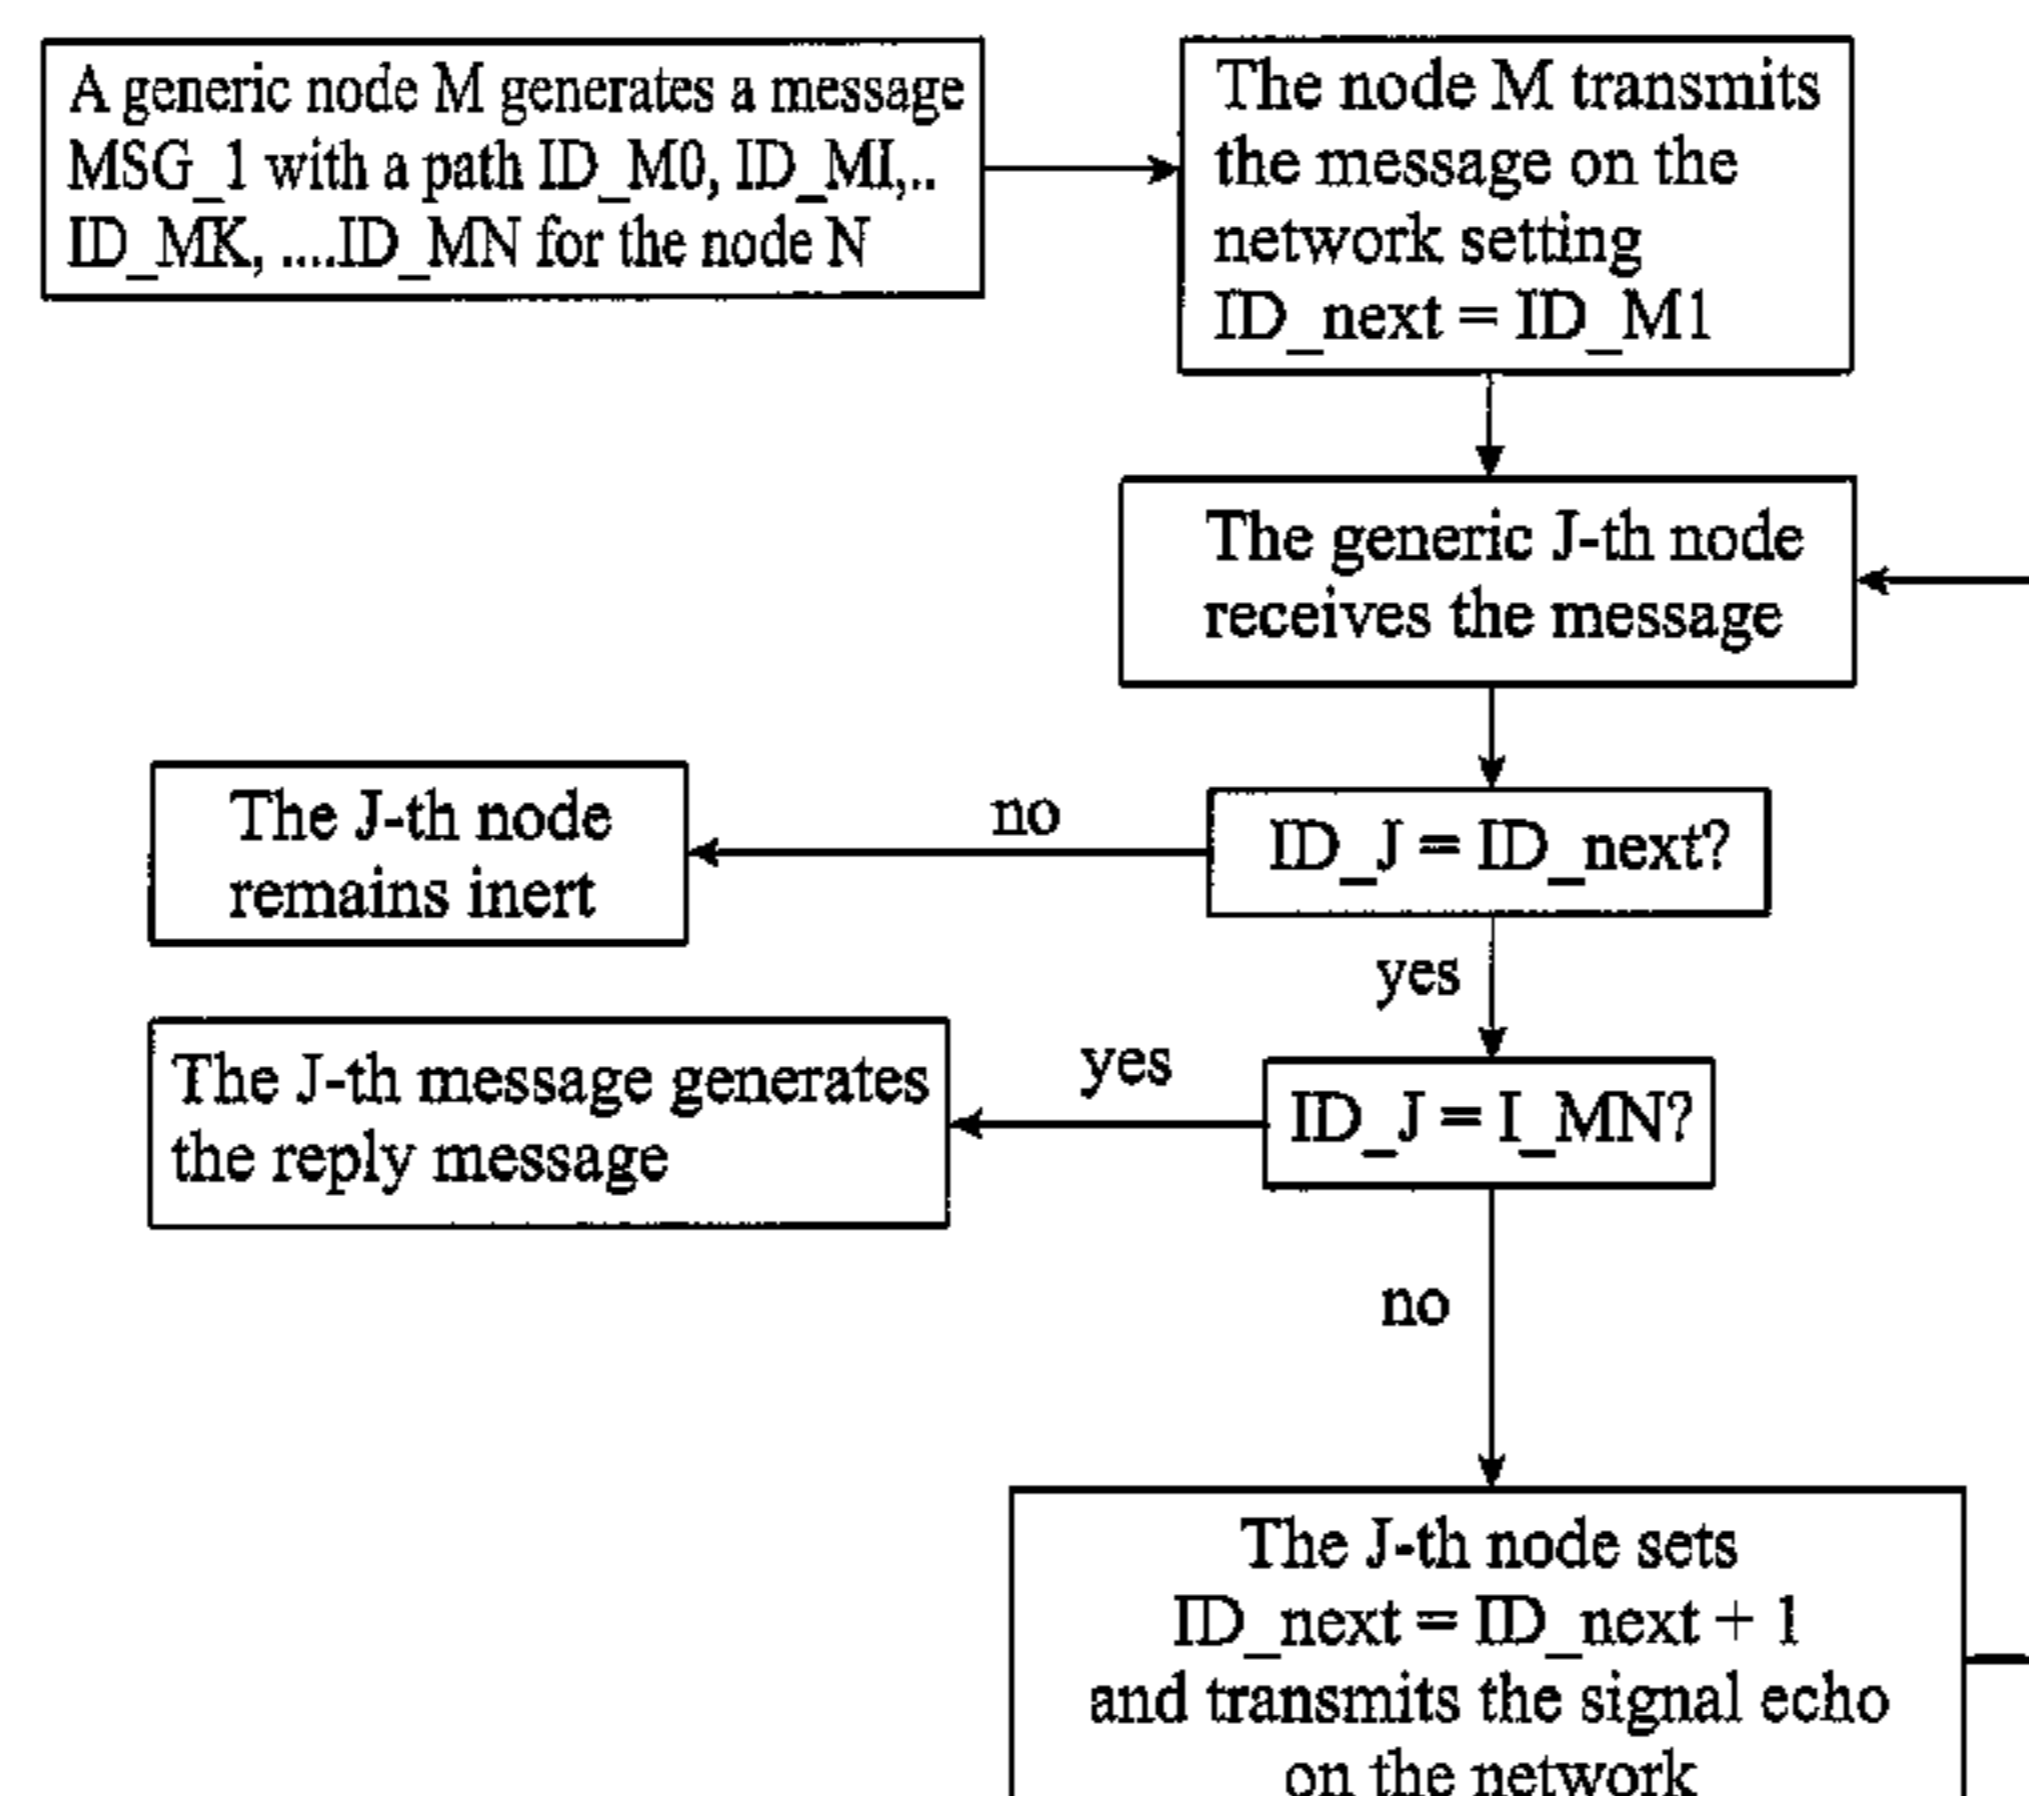 A generic node M generates a message
MSG_1 with a path ID_M0, ID_MI,..
ID_MK, ....ID_MN for the node N
The node M transmits
the message on the
network setting
ID_next = ID_M1
The generic J-th node
receives the message
ID_J = ID_next?
no
The J-th node
remains inert
yes
ID_J = I_MN?
yes
The J-th message generates
the reply message
no
The J-th node sets
ID_next = ID_next + 1
and transmits the signal echo
on the network